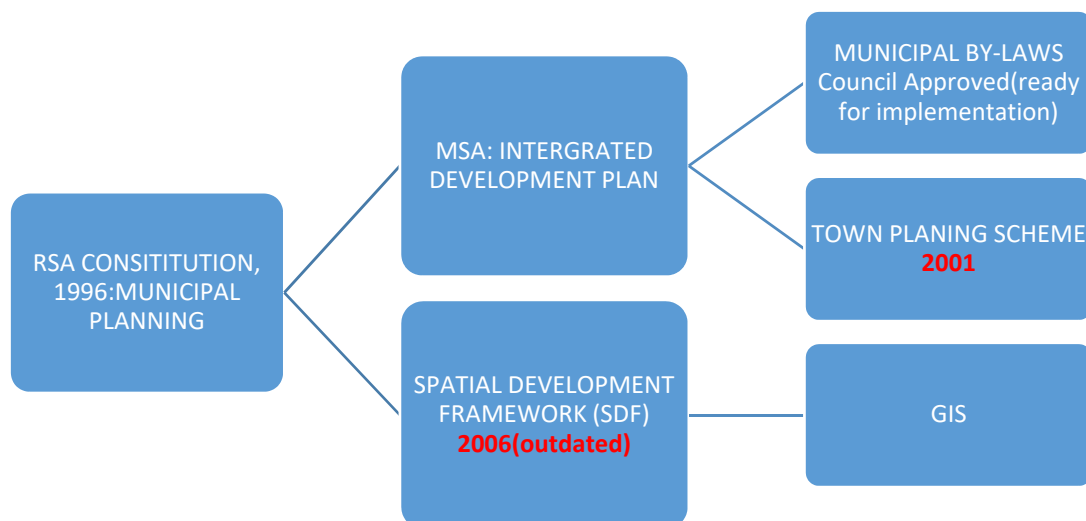 RSA CONSITITUTION,
1996:MUNICIPAL
PLANNING
MSA: INTERGRATED
DEVELOPMENT PLAN
MUNICIPAL BY-LAWS
Council Approved(ready
for implementation)
TOWN PLANING SCHEME
2001
SPATIAL DEVELOPMENT
FRAMEWORK (SDF)
2006(outdated)
GIS